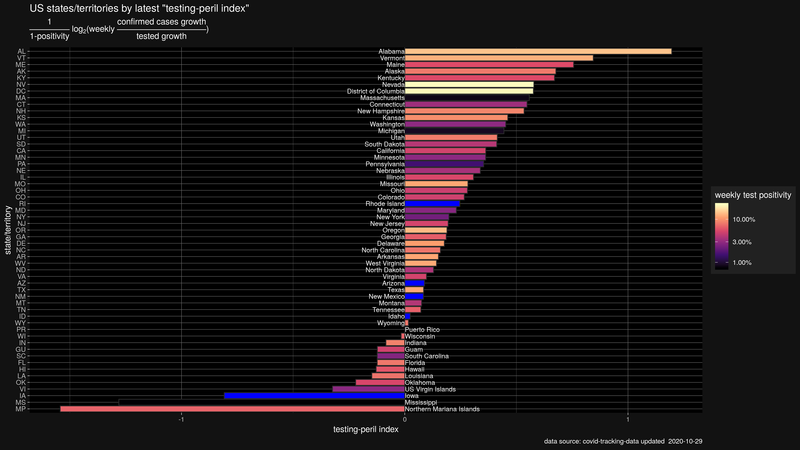 US states/territories by latest "testing-peril index"
1
confirmed cases growth
log2(weekly
)
1-positivity
tested growth
AL Alabama
VT Vermont
ME Maine
AK Alaska
KY Kentucky
NV Nevada
DC District of Columbia
MA Massachusetts
CT Connecticut
NH New Hampshire
KS Kansas
WA Washington
MI Michigan
UT Utah
SD South Dakota
CA California
MN Minnesota
PA Pennsylvania
NE Nebraska
IL Illinois
MO Missouri
OH Ohio
CO Colorado
RI Rhode Island
MD Maryland
NY New York
NJ New Jersey
OR Oregon
GA Georgia
DE Delaware
NC North Carolina
AR Arkansas
WV West Virginia
ND North Dakota
VA Virginia
AZ Arizona
TX Texas
NM New Mexico
MT Montana
TN Tennessee
ID Idaho
WY Wyoming
PR Puerto Rico
WI Wisconsin
IN Indiana
GU Guam
SC South Carolina
FL Florida
HI Hawaii
LA Louisiana
OK Oklahoma
VI US Virgin Islands
IA Iowa
MS Mississippi
MP Northern Mariana Islands
state/territory
-1 0 1
testing-peril index
weekly test positivity
10.00%
3.00%
1.00%
data source: covid-tracking-data updated 2020-10-29